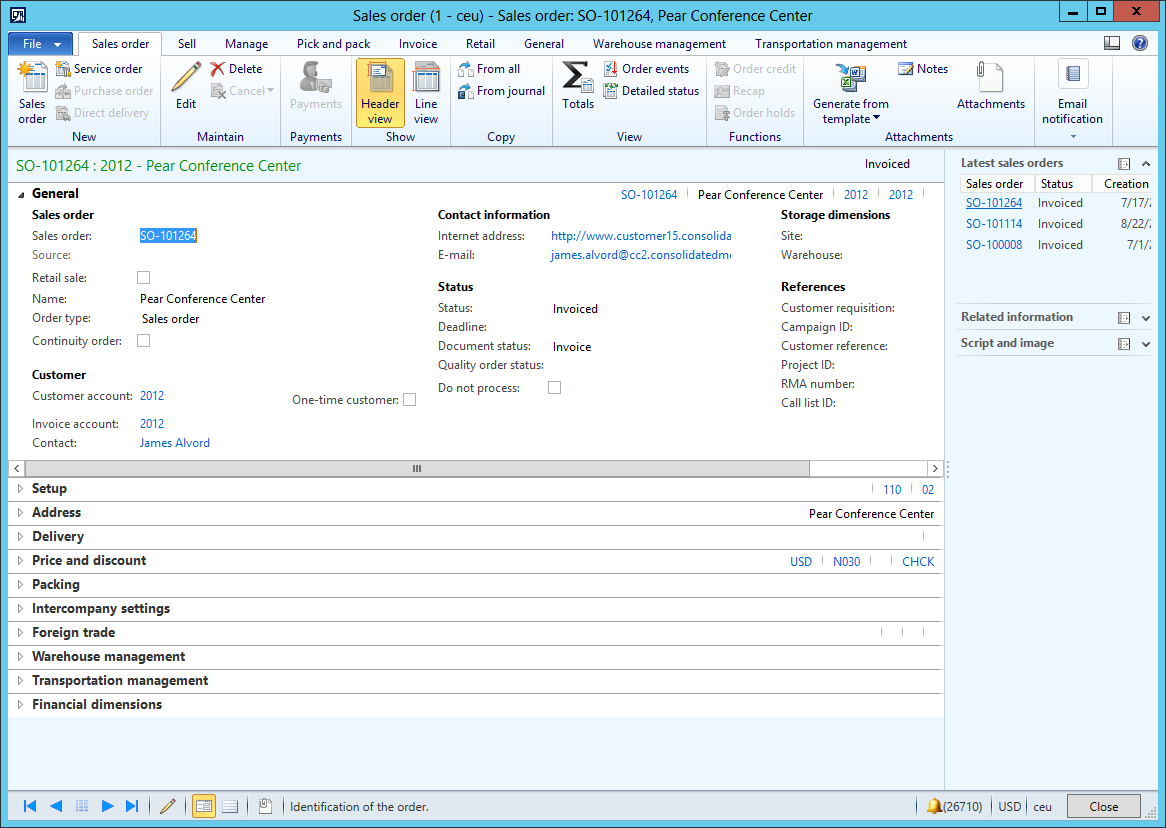 Sales order (1 - ceu) - Sales order: SO-101264, Pear Conference Center
File Sales order Sell Manage Pick and pack Invoice Retail General Warehouse management Transportation management
Sales order
Service order
Purchase order
Direct delivery
New
Edit
Delete
Cancel
Maintain
Payments
Payments
Header view
Line view
Show
From all
From journal
Copy
Totals
Order events
Detailed status
View
Order credit
Recap
Order holds
Functions
Generate from template
Notes
Attachments
Attachments
Email notification
SO-101264 : 2012 - Pear Conference Center
Invoiced
General
SO-101264 Pear Conference Center 2012 2012
Sales order
Sales order: SO-101264
Source:
Retail sale:
Name: Pear Conference Center
Order type: Sales order
Continuity order:
Customer
Customer account: 2012
One-time customer:
Invoice account: 2012
Contact: James Alvord
Contact information
Internet address: http://www.customer15.consolida
E-mail: james.alvord@cc2.consolidatedme
Status
Status: Invoiced
Deadline:
Document status: Invoice
Quality order status:
Do not process:
Storage dimensions
Site:
Warehouse:
References
Customer requisition:
Campaign ID:
Customer reference:
Project ID:
RMA number:
Call list ID:
Setup 110 02
Address Pear Conference Center
Delivery
Price and discount USD N030 CHCK
Packing
Intercompany settings
Foreign trade
Warehouse management
Transportation management
Financial dimensions
Latest sales orders
Sales order Status Creation
SO-101264 Invoiced 7/17/2
SO-101114 Invoiced 8/22/2
SO-100008 Invoiced 7/1/2
Related information
Script and image
Identification of the order.
(26710) USD ceu Close